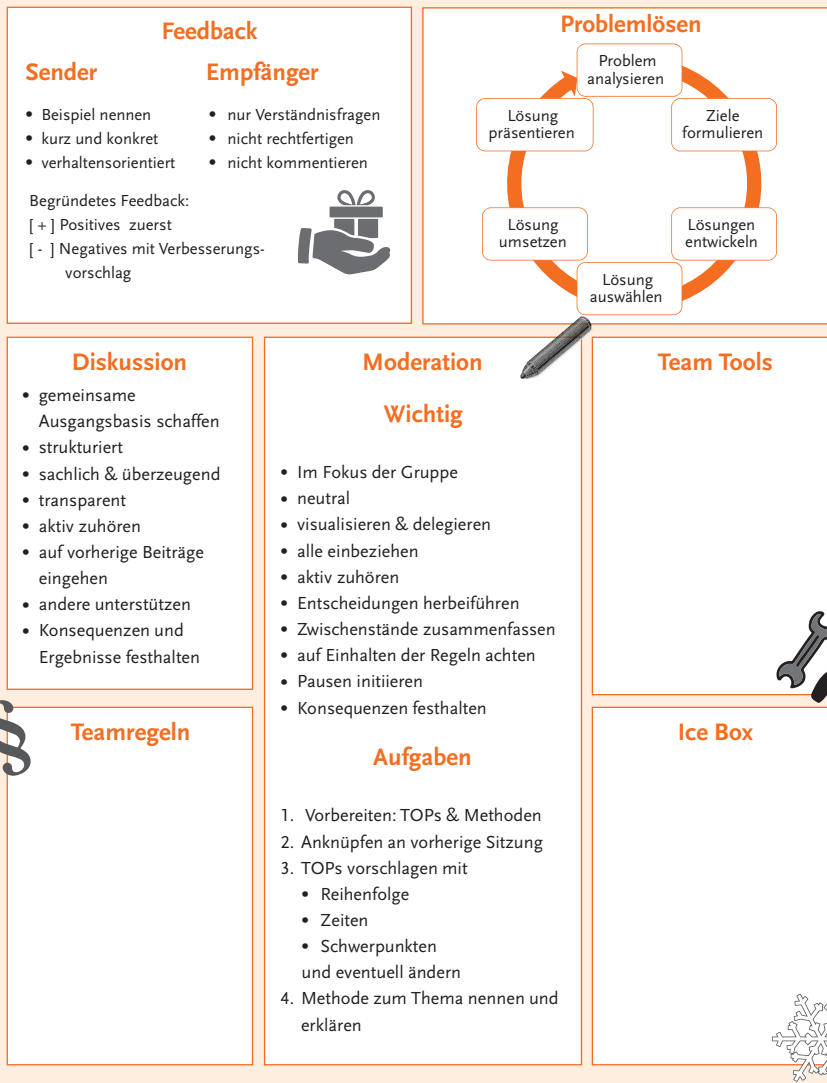 Feedback
Sender
• Beispiel nennen
• kurz und konkret
• verhaltensorientiert
Empfänger
• nur Verständnisfragen
• nicht rechtfertigen
• nicht kommentieren
Begründetes Feedback:
[ + ] Positives zuerst
[ - ] Negatives mit Verbesserungs-
vorschlag
Problemlösen
Problem
analysieren
Ziele
formulieren
Lösungen
entwickeln
Lösung
auswählen
Lösung
umsetzen
Lösung
präsentieren
Diskussion
• gemeinsame
Ausgangsbasis schaffen
• strukturiert
• sachlich & überzeugend
• transparent
• aktiv zuhören
• auf vorherige Beiträge
eingehen
• andere unterstützen
• Konsequenzen und
Ergebnisse festhalten
Moderation
Wichtig
• Im Fokus der Gruppe
• neutral
• visualisieren & delegieren
• alle einbeziehen
• aktiv zuhören
• Entscheidungen herbeiführen
• Zwischenstände zusammenfassen
• auf Einhalten der Regeln achten
• Pausen initiieren
• Konsequenzen festhalten
Aufgaben
1. Vorbereiten: TOPs & Methoden
2. Anknüpfen an vorherige Sitzung
3. TOPs vorschlagen mit
• Reihenfolge
• Zeiten
• Schwerpunkten
und eventuell ändern
4. Methode zum Thema nennen und
erklären
Team Tools
§
Teamregeln
Ice Box